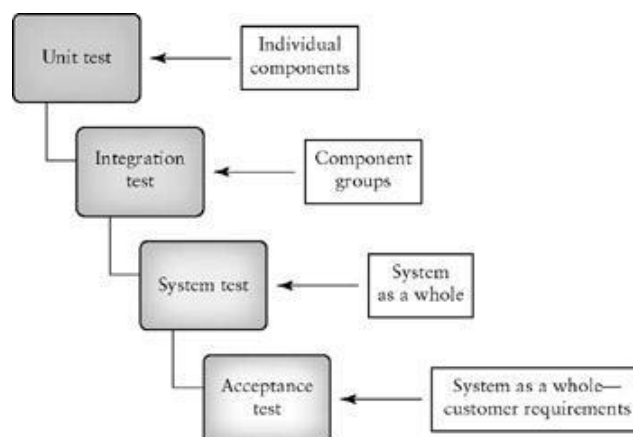 Unit test
Individual
components
Integration
test
Component
groups
System test
System
as a whole
Acceptance
test
System as a whole—
customer requirements